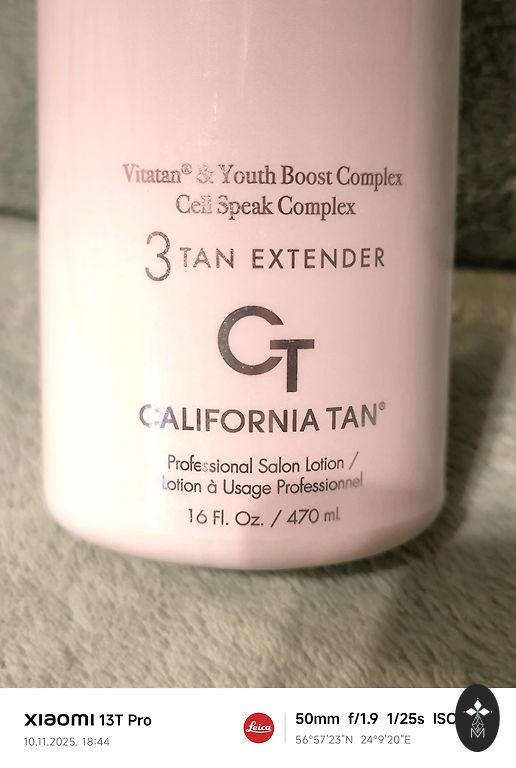 Vitatan® & Youth Boost Complex
Cell Speak Complex
3 TAN EXTENDER
CT
CALIFORNIA TAN®
Professional Salon Lotion /
Lotion à Usage Professionnel
16 Fl. Oz. / 470 mL
XIAOMI 13T Pro
10.11.2025. 18:44
Leica
50mm f/1.9 1/25s ISO
56°57'23"N 24°9'20"E
M